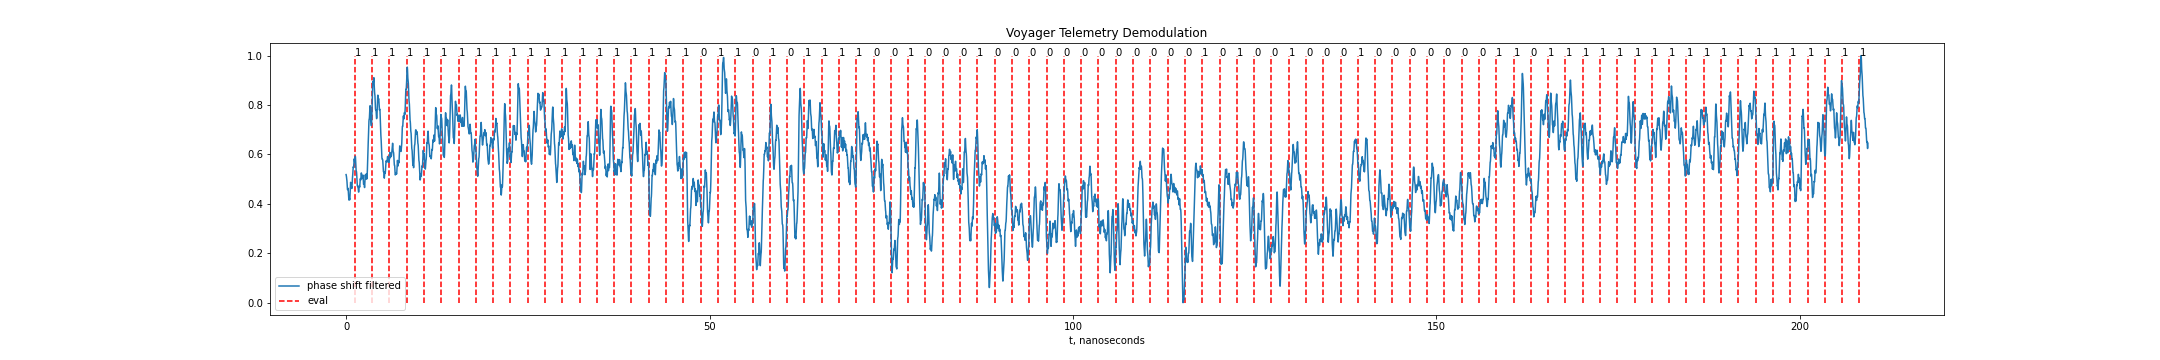 Voyager Telemetry Demodulation
1 1 1 1 1 1 1 1 1 1 1 1 1 1 1 1 1 1 1 1 0 1 1 0 1 0 1 1 1 1 0 0 1 0 0 0 1 0 0 0 0 0 0 0 0 0 0 0 0 1 0 1 0 0 1 0 0 0 1 0 0 0 0 0 0 0 1 1 0 1 1 1 1 1 1 1 1 1 1 1 1 1 1 1 1 1 1 1
1.0
0.8
0.6
0.4
0.2
0.0
phase shift filtered
eval
0 50 100 150 200
t, nanoseconds